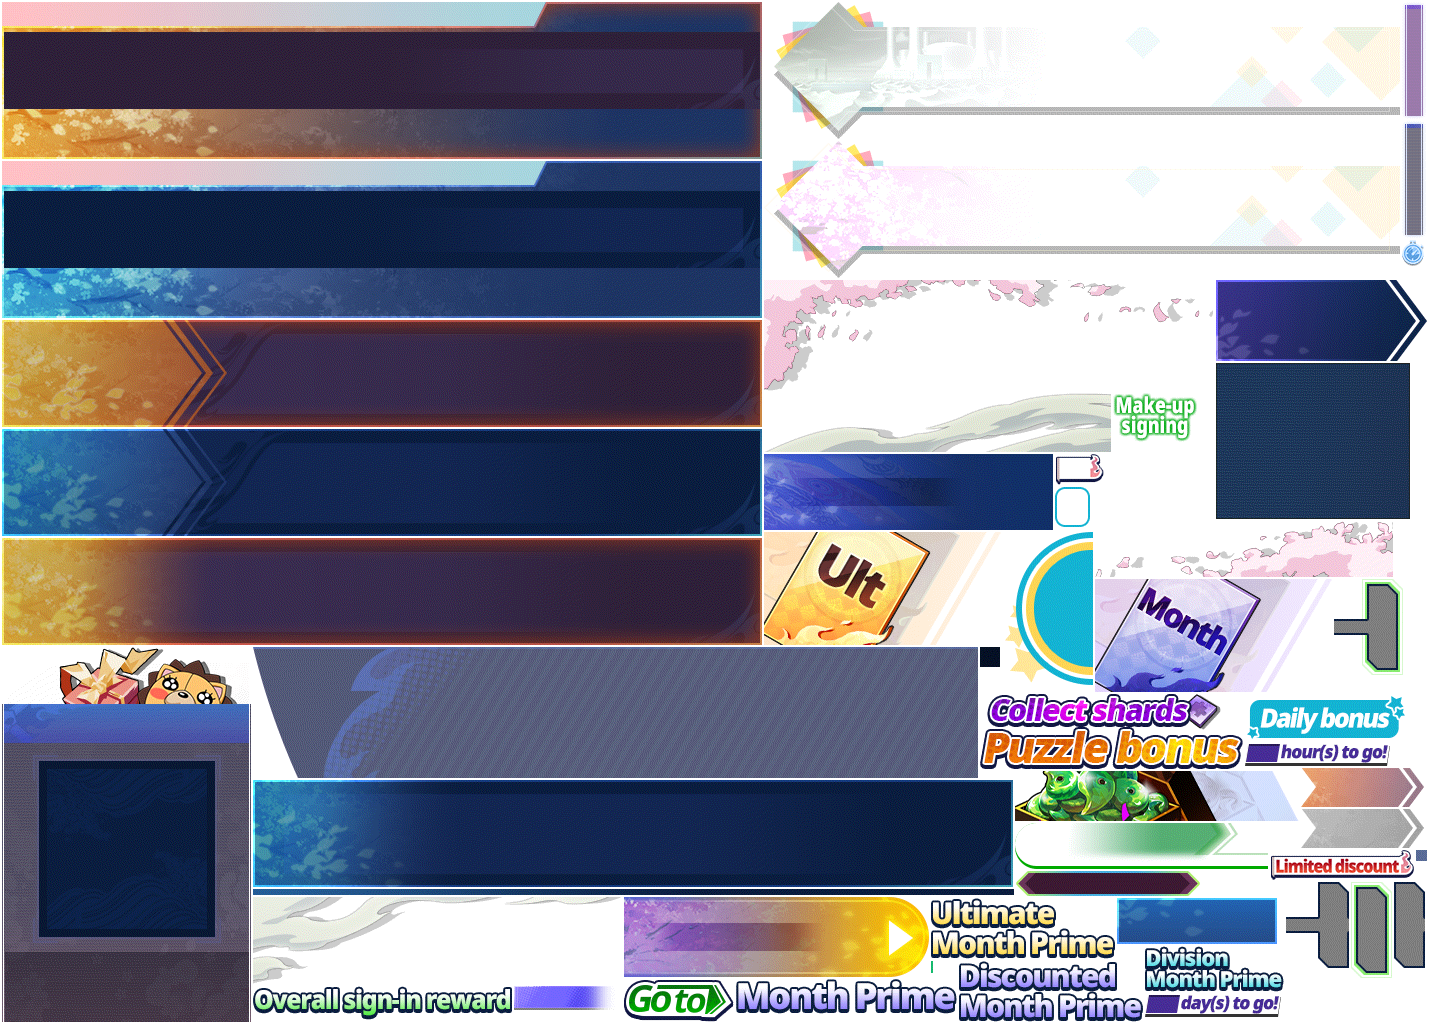 Make-up
signing
Ult
Month
Collect shards
Puzzle bonus
Daily bonus
hour(s) to go!
Limited discount
Ultimate
Month Prime
Division
Month Prime
Discounted
Month Prime
day(s) to go!
Overall sign-in reward
Go to
Month Prime